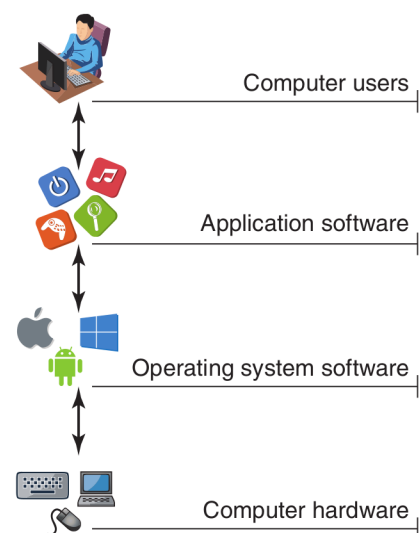 Computer users
Application software
Operating system software
Computer hardware